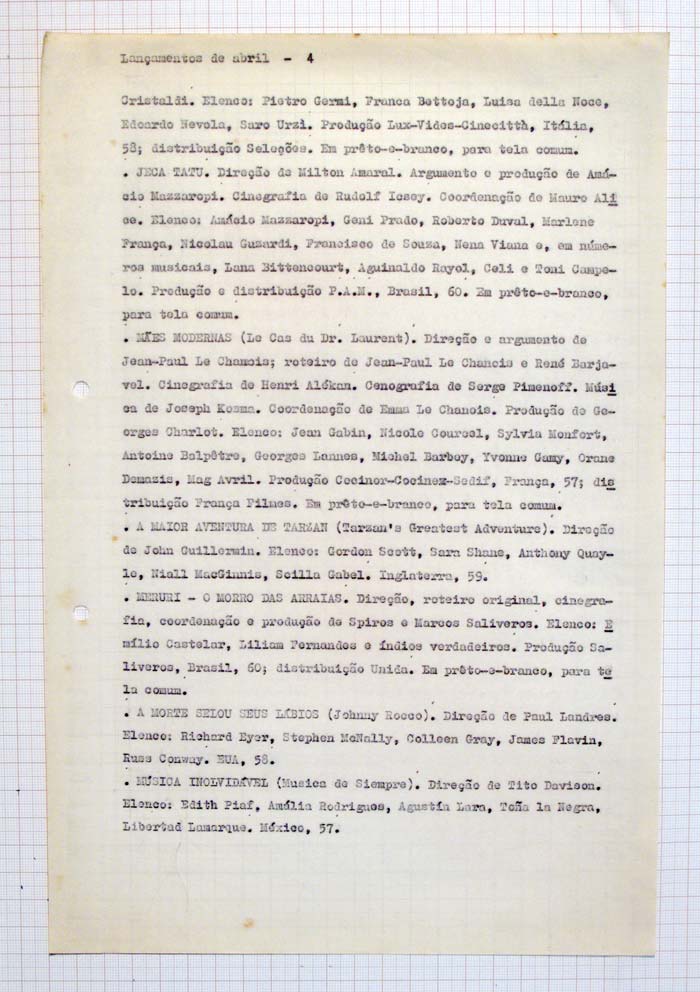 Lançamentos de abril - 4
Cristaldi. Elenco: Pietro Germi, Franca Bettoja, Luisa della Noce,
Edoardo Nevola, Saro Urzì. Produção Lux-Vides-Cinecittà, Itália,
58; distribuição Seleções. Em prêto-e-branco, para tela comum.
. JECA TATU. Direção de Milton Amaral. Argumento e produção de Amá-
cio Mazzaropi. Cinegrafia de Rudolf Icsey. Coordenação de Mauro Ali
ce. Elenco: Amácio Mazzaropi, Geni Prado, Roberto Duval, Marlene
França, Nicolau Guzardi, Francisco de Souza, Nena Viana e, em núme-
ros musicais, Lana Bittencourt, Aguinaldo Rayol, Celi e Toni Campe-
lo. Produção e distribuição P.A.M., Brasil, 60. Em prêto-e-branco,
para tela comum.
. MÃES MODERNAS (Le Cas du Dr. Laurent). Direção e argumento de
Jean-Paul Le Chanois; roteiro de Jean-Paul Le Chanois e René Barja-
vel. Cinegrafia de Henri Alékan. Cenografia de Serge Pimenoff. Músi
ca de Joseph Kosma. Coordenação de Emma Le Chanois. Produção de Ge-
orges Charlot. Elenco: Jean Gabin, Nicole Courcel, Sylvia Monfort,
Antoine Balpêtre, Georges Lannes, Michel Barbey, Yvonne Gamy, Orane
Demazis, Mag Avril. Produção Cocinor-Cocinex-Sedif, França, 57; dis
tribuição França Filmes. Em prêto-e-branco, para tela comum.
. A MAIOR AVENTURA DE TARZAN (Tarzan's Greatest Adventure). Direção
de John Guillermin. Elenco: Gordon Scott, Sara Shane, Anthony Quay-
le, Niall MacGinnis, Scilla Gabel. Inglaterra, 59.
. MERURI - O MORRO DAS ARRAIAS. Direção, roteiro original, cinegra-
fia, coordenação e produção de Spiros e Marcos Saliveros. Elenco: E
mílio Castelar, Liliam Fernandes e índios verdadeiros. Produção Sa-
liveros, Brasil, 60; distribuição Unida. Em prêto-e-branco, para te
la comum.
. A MORTE SELOU SEUS LÁBIOS (Johnny Rocco). Direção de Paul Landres.
Elenco: Richard Eyer, Stephen McNally, Colleen Gray, James Flavin,
Russ Conway. EUA, 58.
. MÚSICA INOLVIDÁVEL (Musica de Siempre). Direção de Tito Davison.
Elenco: Edith Piaf, Amália Rodrigues, Agustín Lara, Toña la Negra,
Libertad Lamarque. México, 57.